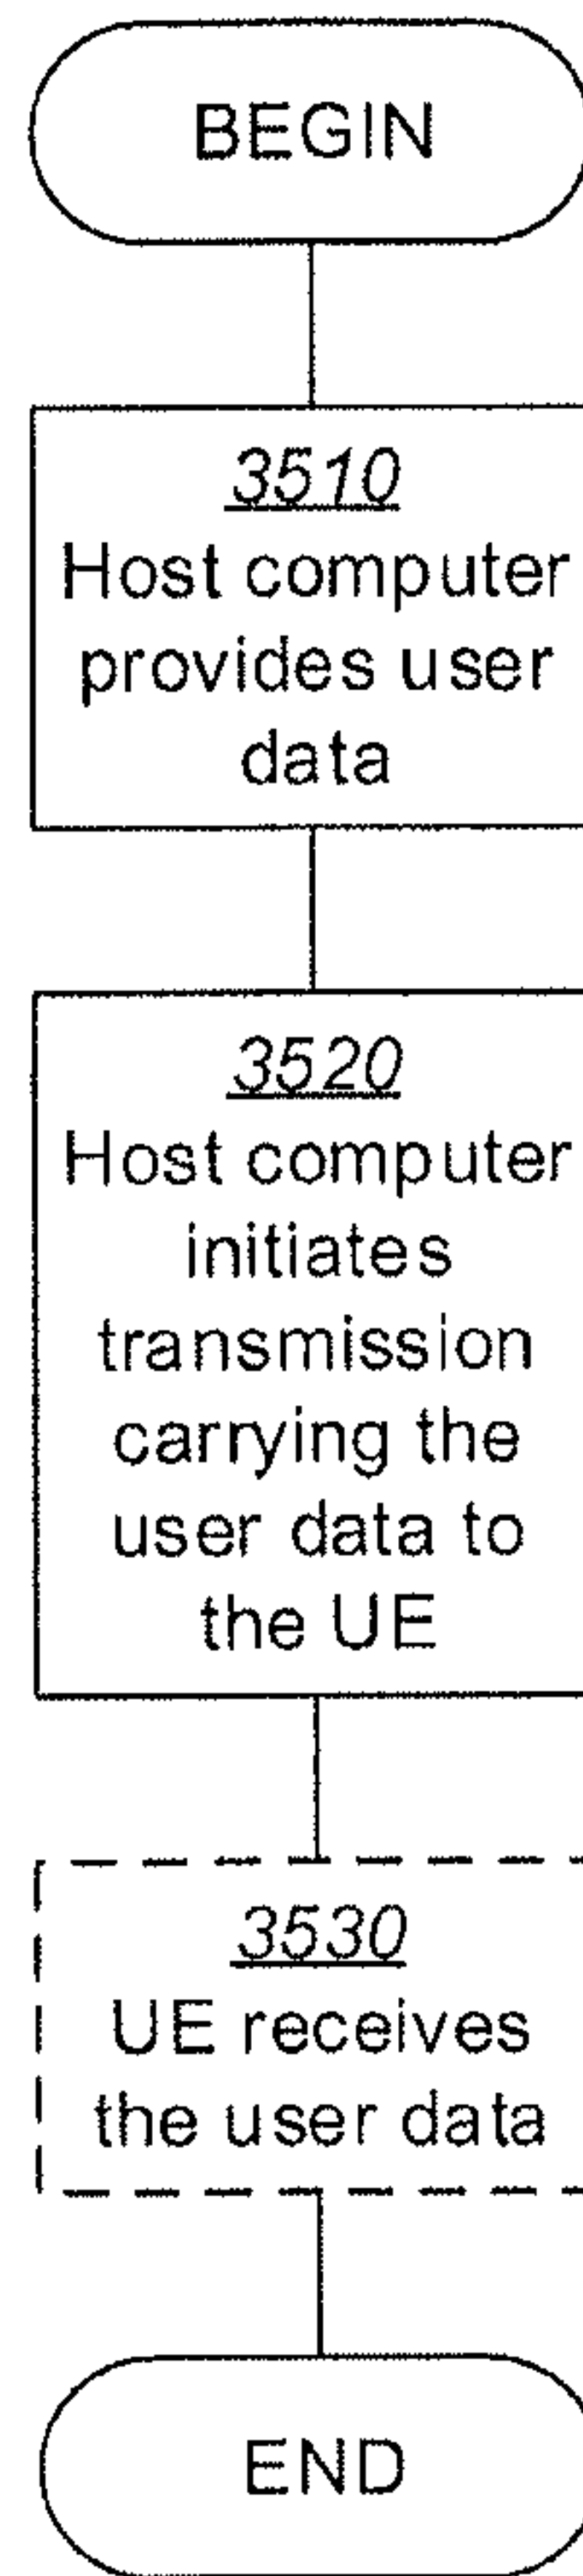 BEGIN
3510
Host computer
provides user
data
3520
Host computer
initiates
transmission
carrying the
user data to
the UE
3530
UE receives
the user data
END